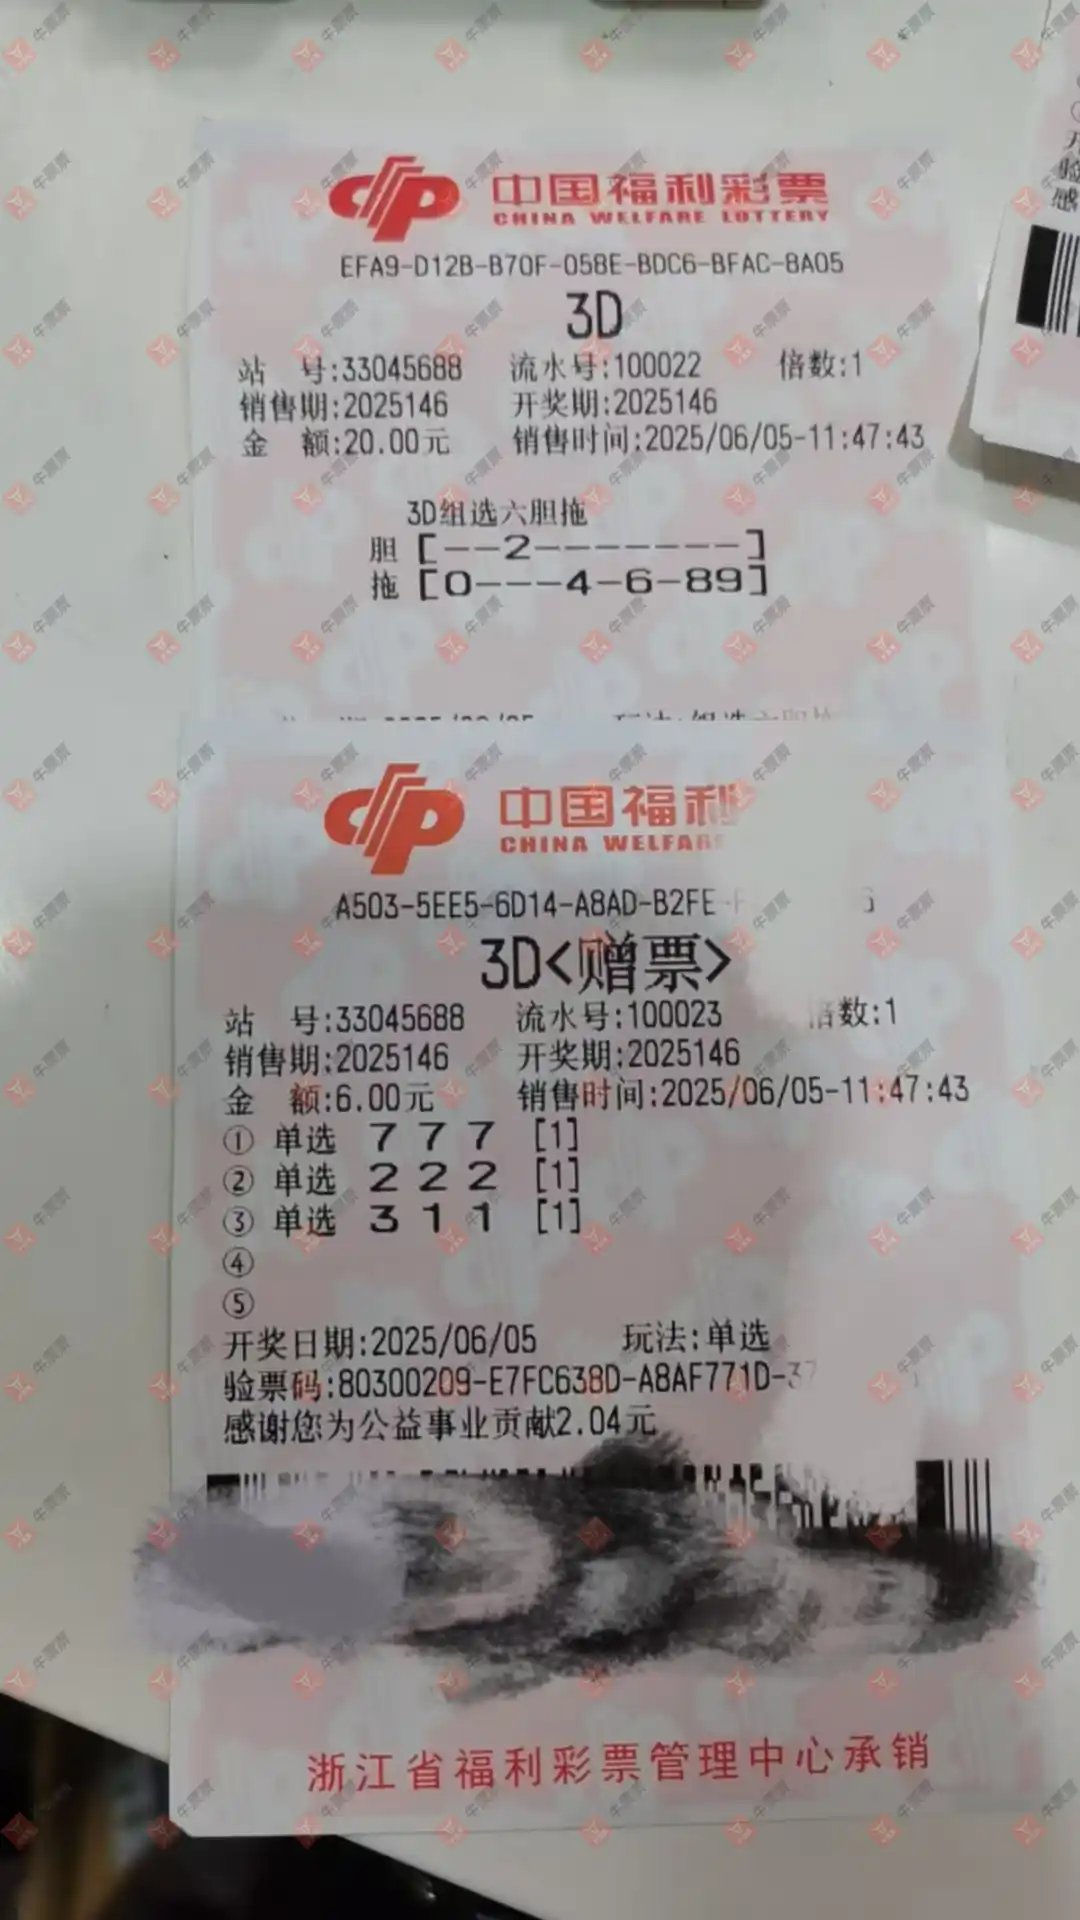 中国福利彩票
CHINA WELFARE LOTTERY
EFA9-D12B-B70F-058E-BDC6-BFAC-8A05
3D
站 号:33045688 流水号:100022 倍数:1
销售期:2025146 开奖期:2025146
金 额:20.00元 销售时间:2025/06/05-11:47:43
3D组选六胆拖
胆 [--2-------]
拖 [0---4-6-89]
中国福利
CHINA WELFARE
A503-5EE5-6D14-A8AD-B2FE
3D<赠票>
站 号:33045688 流水号:100023 倍数:1
销售期:2025146 开奖期:2025146
金 额:6.00元 销售时间:2025/06/05-11:47:43
① 单选 7 7 7 [1]
② 单选 2 2 2 [1]
③ 单选 3 1 1 [1]
④
⑤
开奖日期:2025/06/05 玩法:单选
验票码:80300209-E7FC638D-A8AF771D-37
感谢您为公益事业贡献2.04元
浙江省福利彩票管理中心承销
牛票票